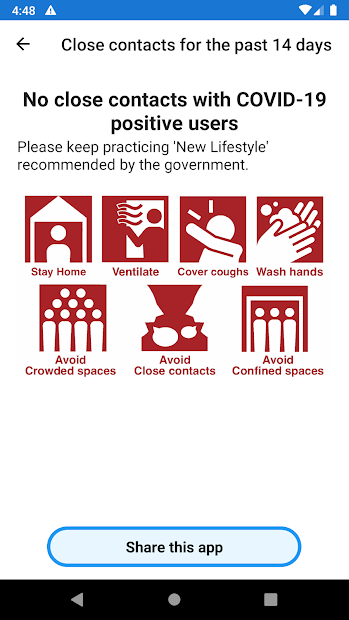 4:48
Close contacts for the past 14 days
No close contacts with COVID-19
positive users
Please keep practicing 'New Lifestyle'
recommended by the government.
Stay Home
Ventilate
Cover coughs
Wash hands
Avoid
Crowded spaces
Avoid
Close contacts
Avoid
Confined spaces
Share this app